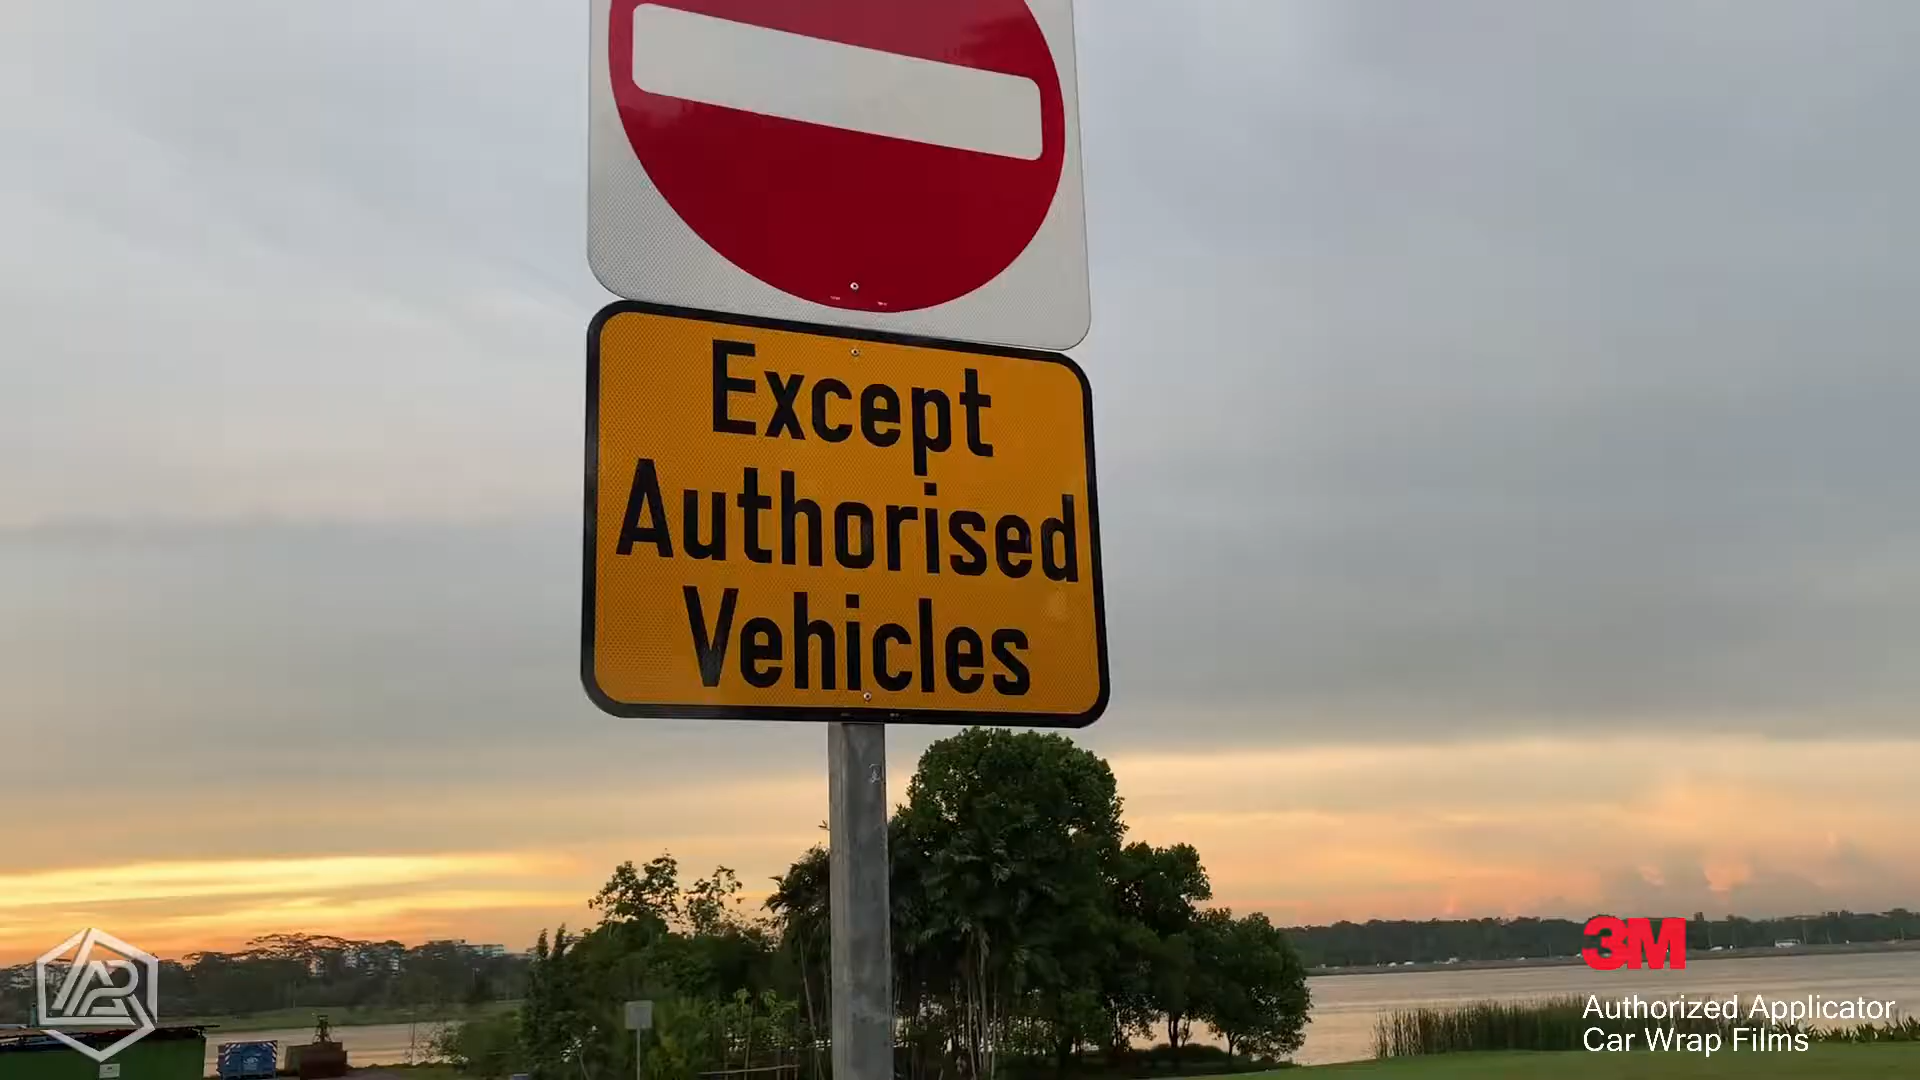 Except
Authorised
Vehicles
3M
Authorized Applicator
Car Wrap Films